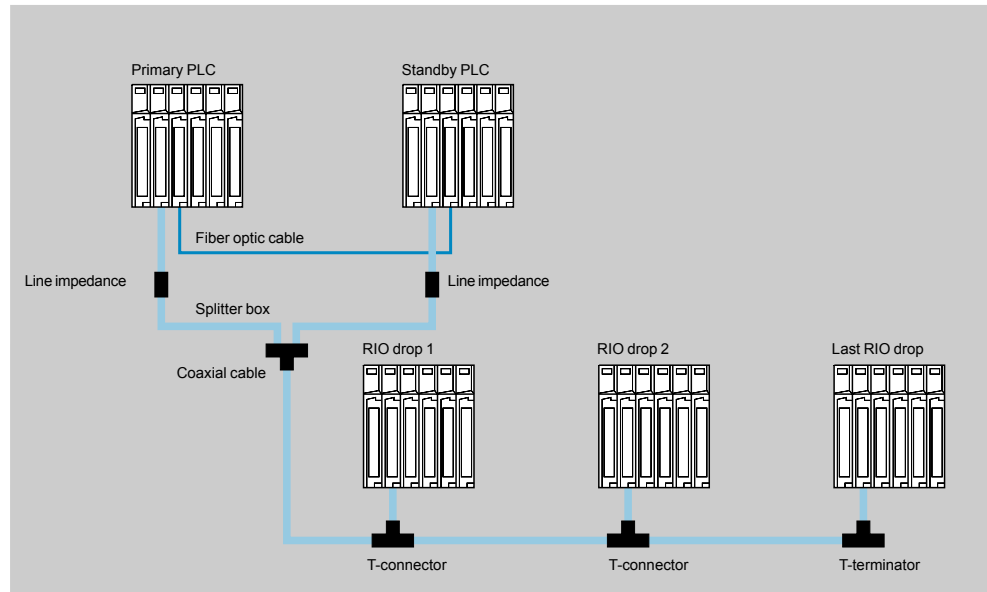 Primary PLC
Standby PLC
Fiber optic cable
Line impedance
Line impedance
Splitter box
Coaxial cable
RIO drop 1
RIO drop 2
Last RIO drop
T-connector
T-connector
T-terminator